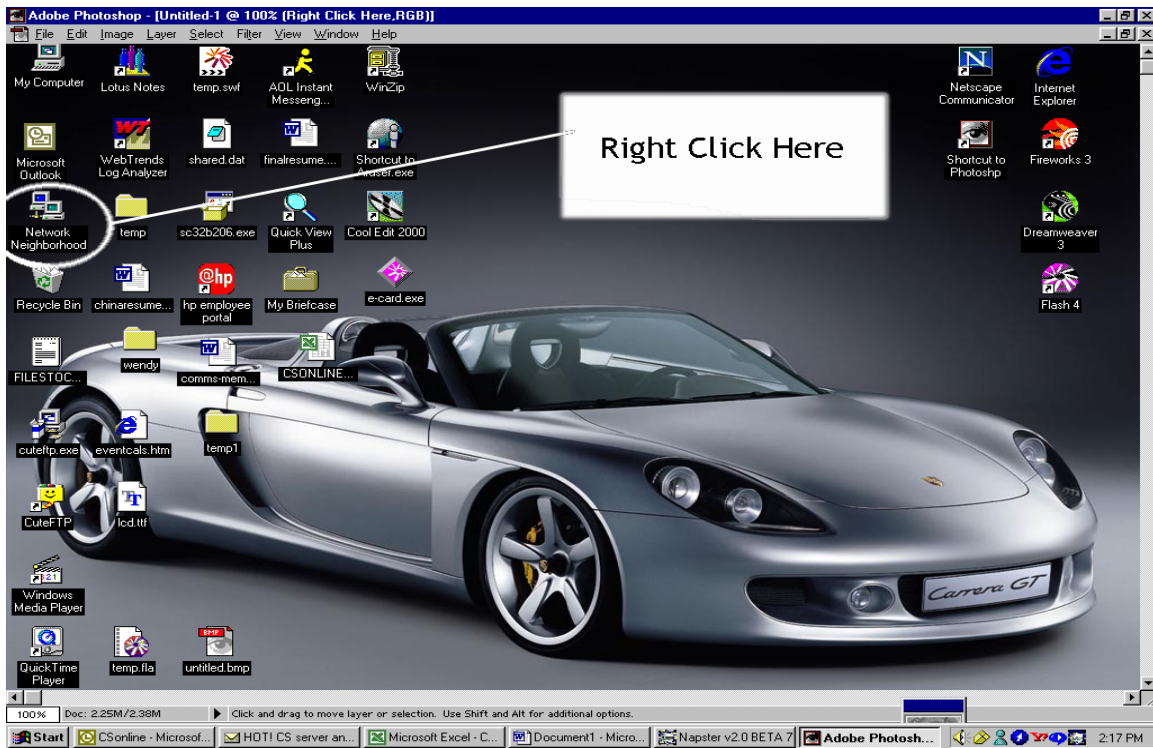 Adobe Photoshop - [Untitled-1 @ 100% (Right Click Here,RGB)]
File Edit Image Layer Select Filter View Window Help
My Computer
Lotus Notes
temp.swf
AOL Instant
Messeng...
WinZip
Netscape
Communicator
Internet
Explorer
Right Click Here
Microsoft
Outlook
WebTrends
Log Analyzer
shared.dat
finalresume....
Shortcut to
Shortcut to
Photoshp
Fireworks 3
Network
Neighborhood
temp
sc32b206.exe
Quick View
Plus
Cool Edit 2000
Dreamweaver
3
Recycle Bin
chinaresume...
@hp
hp employee
portal
My Briefcase
e-card.exe
Flash 4
FILESTOC...
wendy
comms-mem...
CSONLINE...
cuteftp.exe
eventcals.htm
temp1
CuteFTP
lcd.ttf
Windows
Media Player
Carrera GT
QuickTime
Player
temp.fla
BMP
untitled.bmp
100% Doc: 2.25M/2.38M Click and drag to move layer or selection. Use Shift and Alt for additional options.
Start CSonline - Microsof... HOT! CS server an... Microsoft Excel - C... Document1 - Micro... Napster v2.0 BETA 7 Adobe Photosh... 2:17 PM